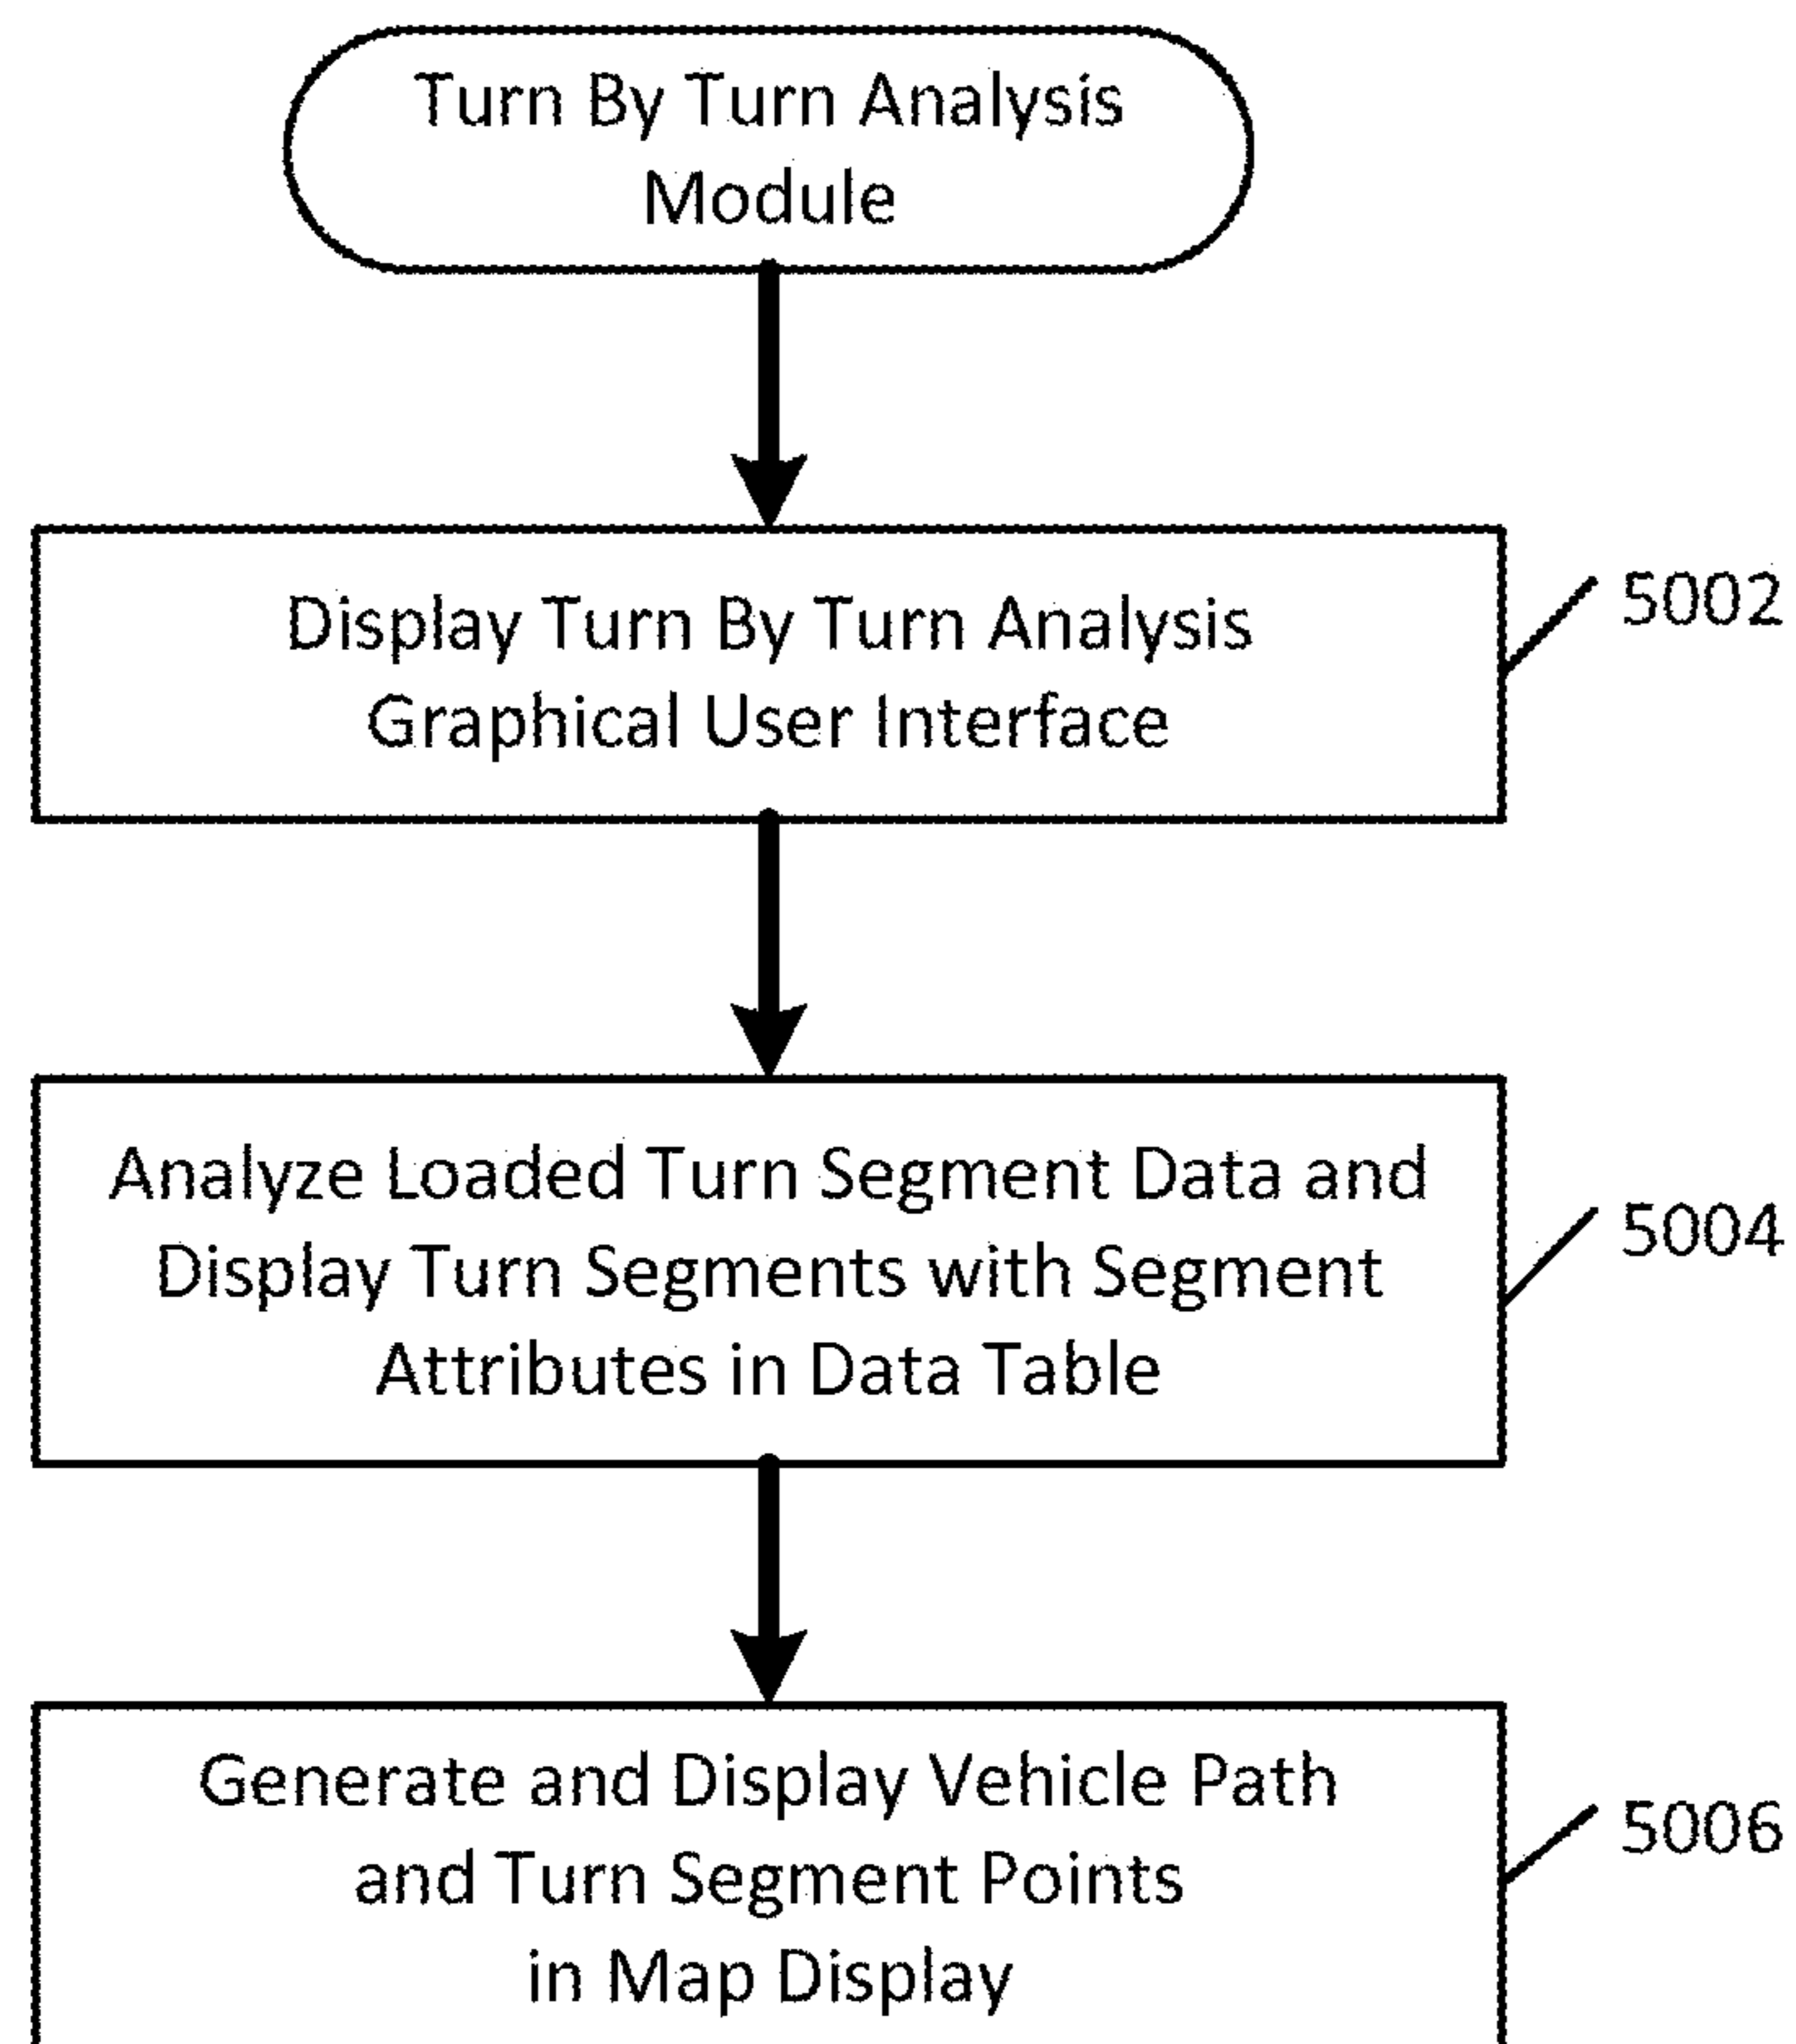 Turn By Turn Analysis
Module
Display Turn By Turn Analysis
Graphical User Interface
5002
Analyze Loaded Turn Segment Data and
Display Turn Segments with Segment
Attributes in Data Table
5004
Generate and Display Vehicle Path
and Turn Segment Points
in Map Display
5006